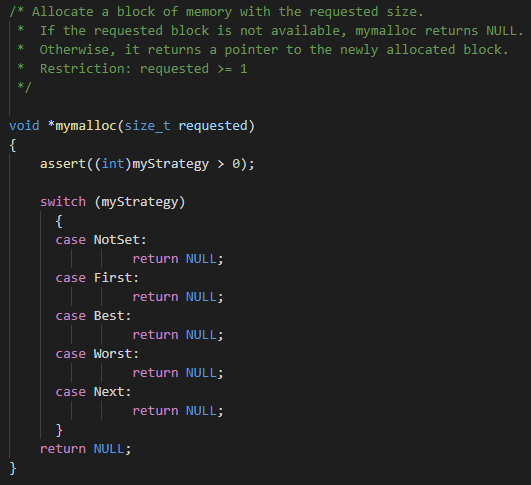 /* Allocate a block of memory with the requested size.
 *  If the requested block is not available, mymalloc returns NULL.
 *  Otherwise, it returns a pointer to the newly allocated block.
 *  Restriction: requested >= 1
 */

void *mymalloc(size_t requested)
{
    assert((int)myStrategy > 0);

    switch (myStrategy)
      {
      case NotSet:
                return NULL;
      case First:
                return NULL;
      case Best:
                return NULL;
      case Worst:
                return NULL;
      case Next:
                return NULL;
      }
    return NULL;
}